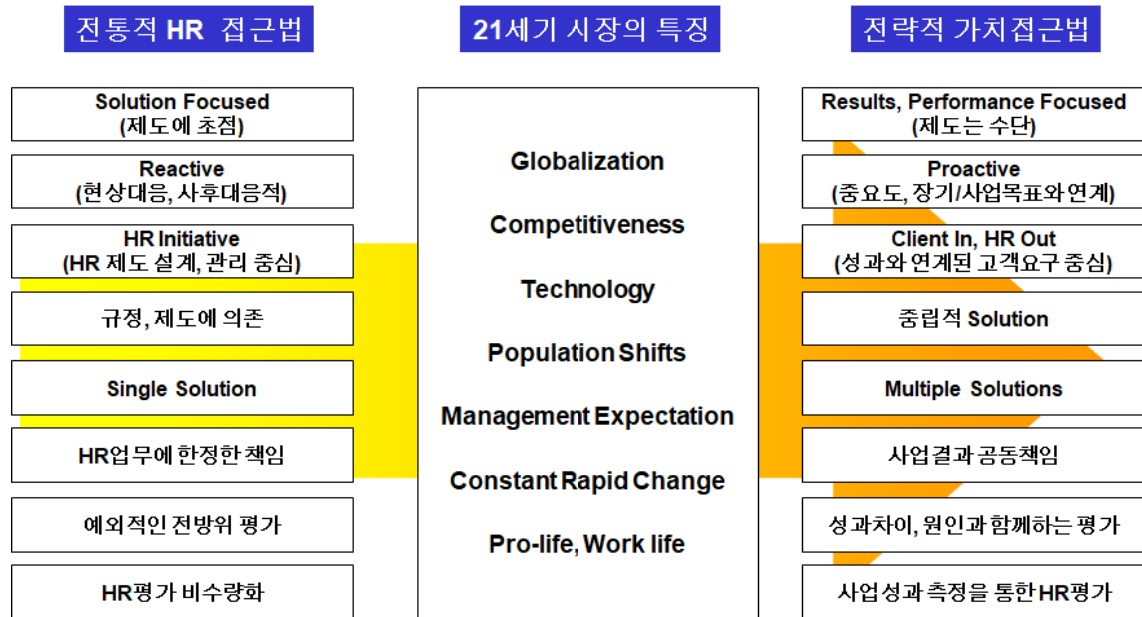 전통적 HR 접근법
21세기 시장의 특징
전략적 가치접근법
Solution Focused
(제도에 초점)
Reactive
(현상대응, 사후대응적)
HR Initiative
(HR 제도 설계, 관리 중심)
규정, 제도에 의존
Single Solution
HR업무에 한정한 책임
예외적인 전방위 평가
HR평가 비수량화
Globalization
Competitiveness
Technology
Population Shifts
Management Expectation
Constant Rapid Change
Pro-life, Work life
Results, Performance Focused
(제도는 수단)
Proactive
(중요도, 장기/사업목표와 연계)
Client In, HR Out
(성과와 연계된 고객요구 중심)
중립적 Solution
Multiple Solutions
사업결과 공동책임
성과차이, 원인과 함께하는 평가
사업성과 측정을 통한 HR평가